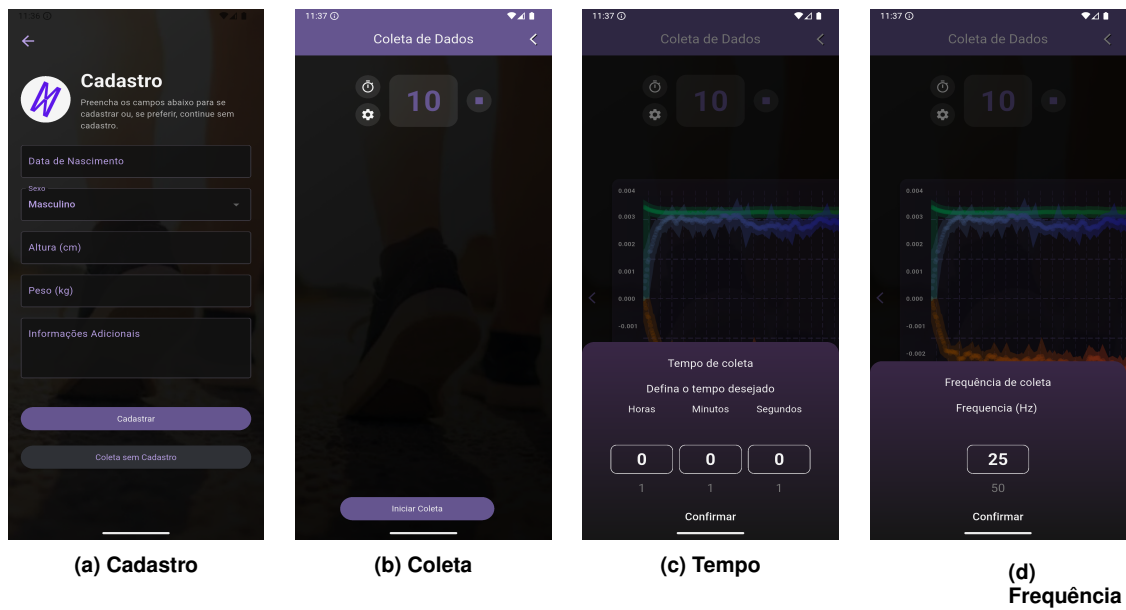 11:36
Cadastro
Preencha os campos abaixo para se
cadastrar ou, se preferir, continue sem
cadastro.
Data de Nascimento
Sexo
Masculino
Altura (cm)
Peso (kg)
Informações Adicionais
Cadastrar
Coleta sem Cadastro
(a) Cadastro
11:37
Coleta de Dados
10
Iniciar Coleta
(b) Coleta
11:37
Coleta de Dados
10
0.004
0.003
0.002
0.001
0.000
-0.001
Tempo de coleta
Defina o tempo desejado
Horas Minutos Segundos
0 0 0
1 1 1
Confirmar
(c) Tempo
11:37
Coleta de Dados
10
0.004
0.003
0.002
0.001
0.000
-0.001
-0.002
Frequência de coleta
Frequencia (Hz)
25
50
Confirmar
(d)
Frequência